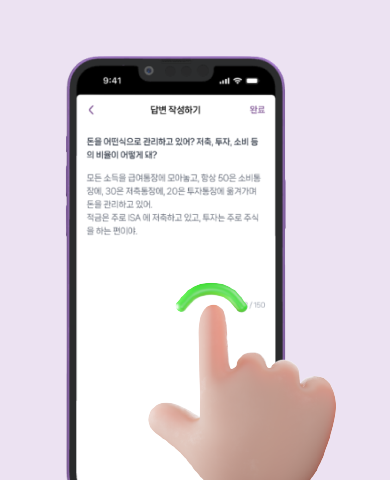 9:41
답변 작성하기
완료
돈을 어떤식으로 관리하고 있어? 저축, 투자, 소비 등
의 비율이 어떻게 돼?
모든 소득을 급여통장에 모아놓고, 항상 50은 소비통
장에, 30은 저축통장에, 20은 투자통장에 옮겨가며
돈을 관리하고 있어.
적금은 주로 ISA 에 저축하고 있고, 투자는 주로 주식
을 하는 편이야.
/ 150